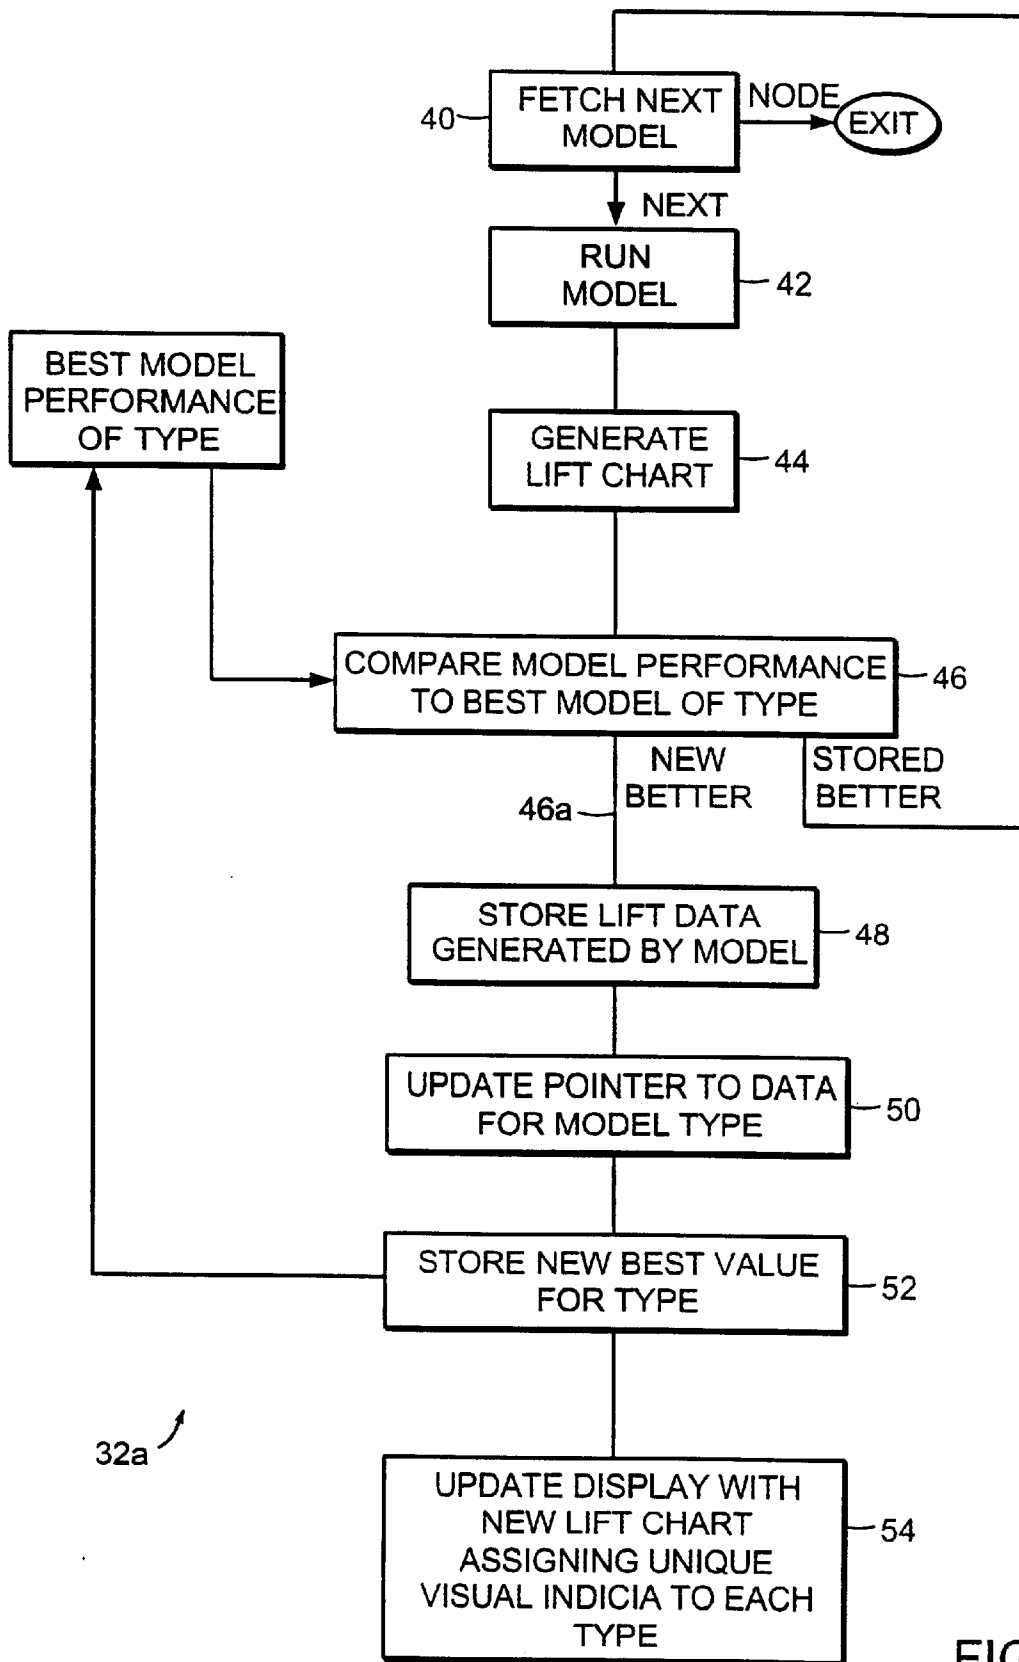 FETCH NEXT
MODEL
40
NODE
EXIT
NEXT
RUN
MODEL
42
BEST MODEL
PERFORMANCE
OF TYPE
GENERATE
LIFT CHART
44
COMPARE MODEL PERFORMANCE
TO BEST MODEL OF TYPE
46
NEW
BETTER
STORED
BETTER
46a
STORE LIFT DATA
GENERATED BY MODEL
48
UPDATE POINTER TO DATA
FOR MODEL TYPE
50
STORE NEW BEST VALUE
FOR TYPE
52
32a
UPDATE DISPLAY WITH
NEW LIFT CHART
ASSIGNING UNIQUE
VISUAL INDICIA TO EACH
TYPE
54
FIG